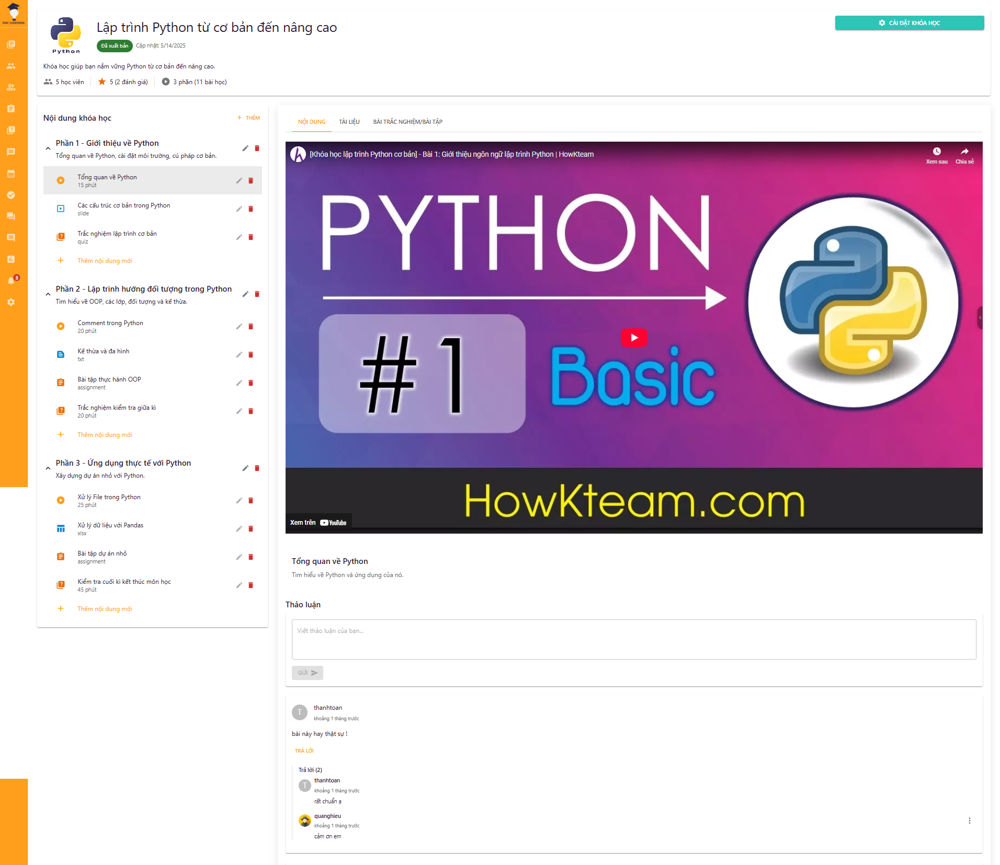 DNC LEARNING
8
Python
Lập trình Python từ cơ bản đến nâng cao
Đã xuất bản
Cập nhật: 5/14/2025
CÀI ĐẶT KHÓA HỌC
Khóa học giúp bạn nắm vững Python từ cơ bản đến nâng cao.
5 học viên
5 (2 đánh giá)
3 phần (11 bài học)
Nội dung khóa học
THÊM
Phần 1 - Giới thiệu về Python
Tổng quan về Python, cài đặt môi trường, cú pháp cơ bản.
Tổng quan về Python
15 phút
Các cấu trúc cơ bản trong Python
slide
Trắc nghiệm lập trình cơ bản
quiz
Thêm nội dung mới
Phần 2 - Lập trình hướng đối tượng trong Python
Tìm hiểu về OOP, các lớp, đối tượng và kế thừa.
Comment trong Python
20 phút
Kế thừa và đa hình
txt
Bài tập thực hành OOP
assignment
Trắc nghiệm kiểm tra giữa kì
20 phút
Thêm nội dung mới
Phần 3 - Ứng dụng thực tế với Python
Xây dựng dự án nhỏ với Python.
Xử lý File trong Python
25 phút
Xử lý dữ liệu với Pandas
xlsx
Bài tập dự án nhỏ
assignment
Kiểm tra cuối kì kết thúc môn học
45 phút
Thêm nội dung mới
NỘI DUNG
TÀI LIỆU
BÀI TRẮC NGHIỆM/BÀI TẬP
[Khóa học lập trình Python cơ bản] - Bài 1: Giới thiệu ngôn ngữ lập trình Python | HowKteam
Xem sau
Chia sẻ
PYTHON
#1
Basic
HowKteam.com
Xem trên YouTube
Tổng quan về Python
Tìm hiểu về Python và ứng dụng của nó.
Thảo luận
Viết thảo luận của bạn...
GỬI
T
thanhtoan
khoảng 1 tháng trước
bài này hay thật sự !
TRẢ LỜI
Trả lời (2)
T
thanhtoan
khoảng 1 tháng trước
rất chuẩn ạ
quanghieu
khoảng 1 tháng trước
cảm ơn em